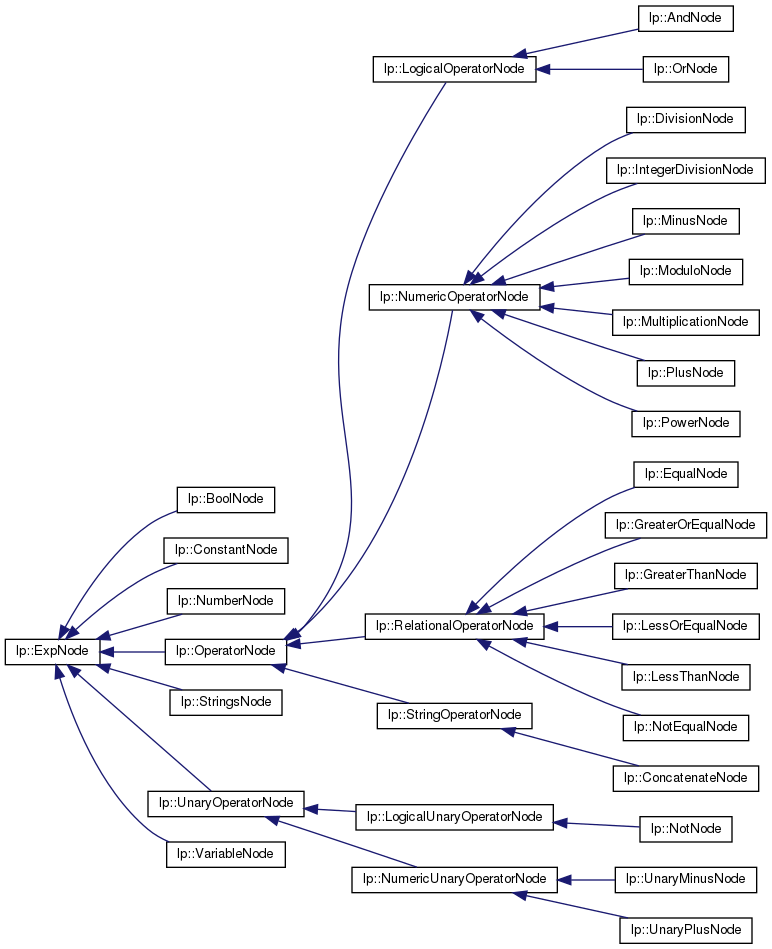 lp::AndNode
lp::LogicalOperatorNode
lp::OrNode
lp::DivisionNode
lp::IntegerDivisionNode
lp::MinusNode
lp::ModuloNode
lp::NumericOperatorNode
lp::MultiplicationNode
lp::PlusNode
lp::PowerNode
lp::EqualNode
lp::BoolNode
lp::GreaterOrEqualNode
lp::ConstantNode
lp::GreaterThanNode
lp::NumberNode
lp::RelationalOperatorNode
lp::LessOrEqualNode
lp::ExpNode
lp::OperatorNode
lp::LessThanNode
lp::StringsNode
lp::StringOperatorNode
lp::NotEqualNode
lp::ConcatenateNode
lp::UnaryOperatorNode
lp::LogicalUnaryOperatorNode
lp::NotNode
lp::VariableNode
lp::NumericUnaryOperatorNode
lp::UnaryMinusNode
lp::UnaryPlusNode